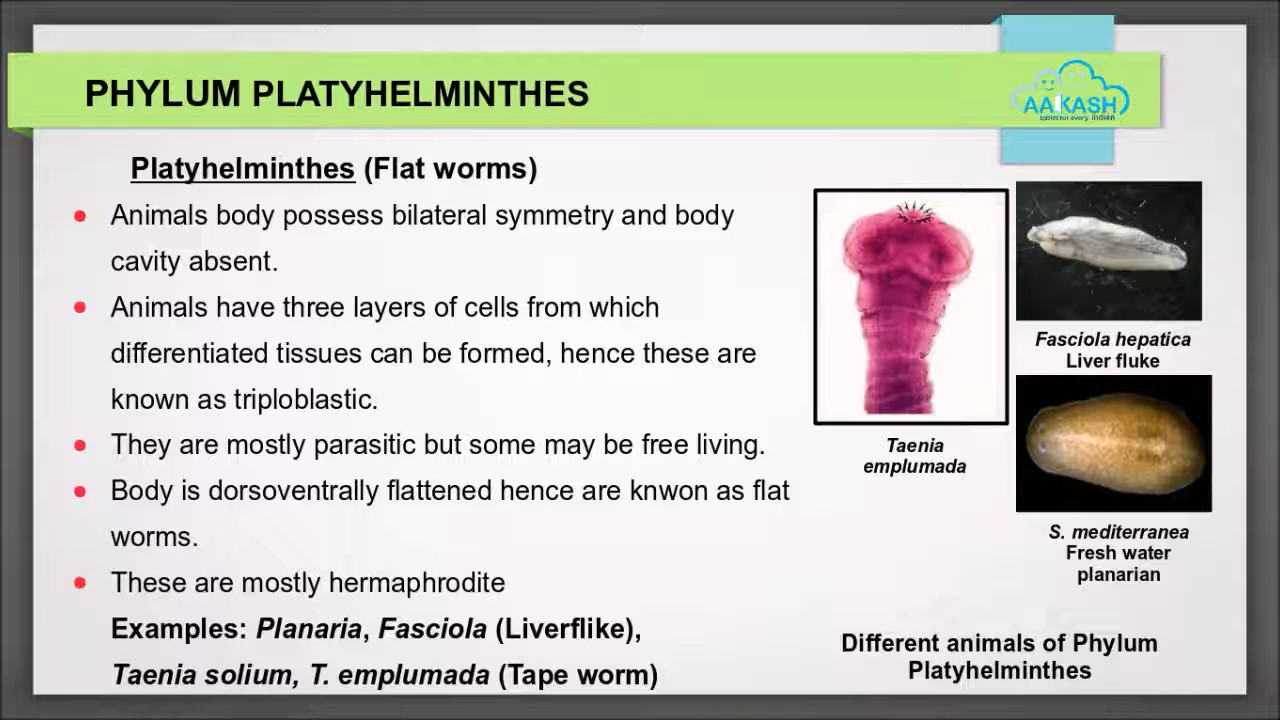 PHYLUM PLATYHELMINTHES
AAKASH
tablet for every indian
Platyhelminthes (Flat worms)
Animals body possess bilateral symmetry and body
cavity absent.
Animals have three layers of cells from which
differentiated tissues can be formed, hence these are
known as triploblastic.
They are mostly parasitic but some may be free living.
Body is dorsoventrally flattened hence are knwon as flat
worms.
These are mostly hermaphrodite
Examples: Planaria, Fasciola (Liverflike),
Taenia solium, T. emplumada (Tape worm)
Taenia
emplumada
Fasciola hepatica
Liver fluke
S. mediterranea
Fresh water
planarian
Different animals of Phylum
Platyhelminthes